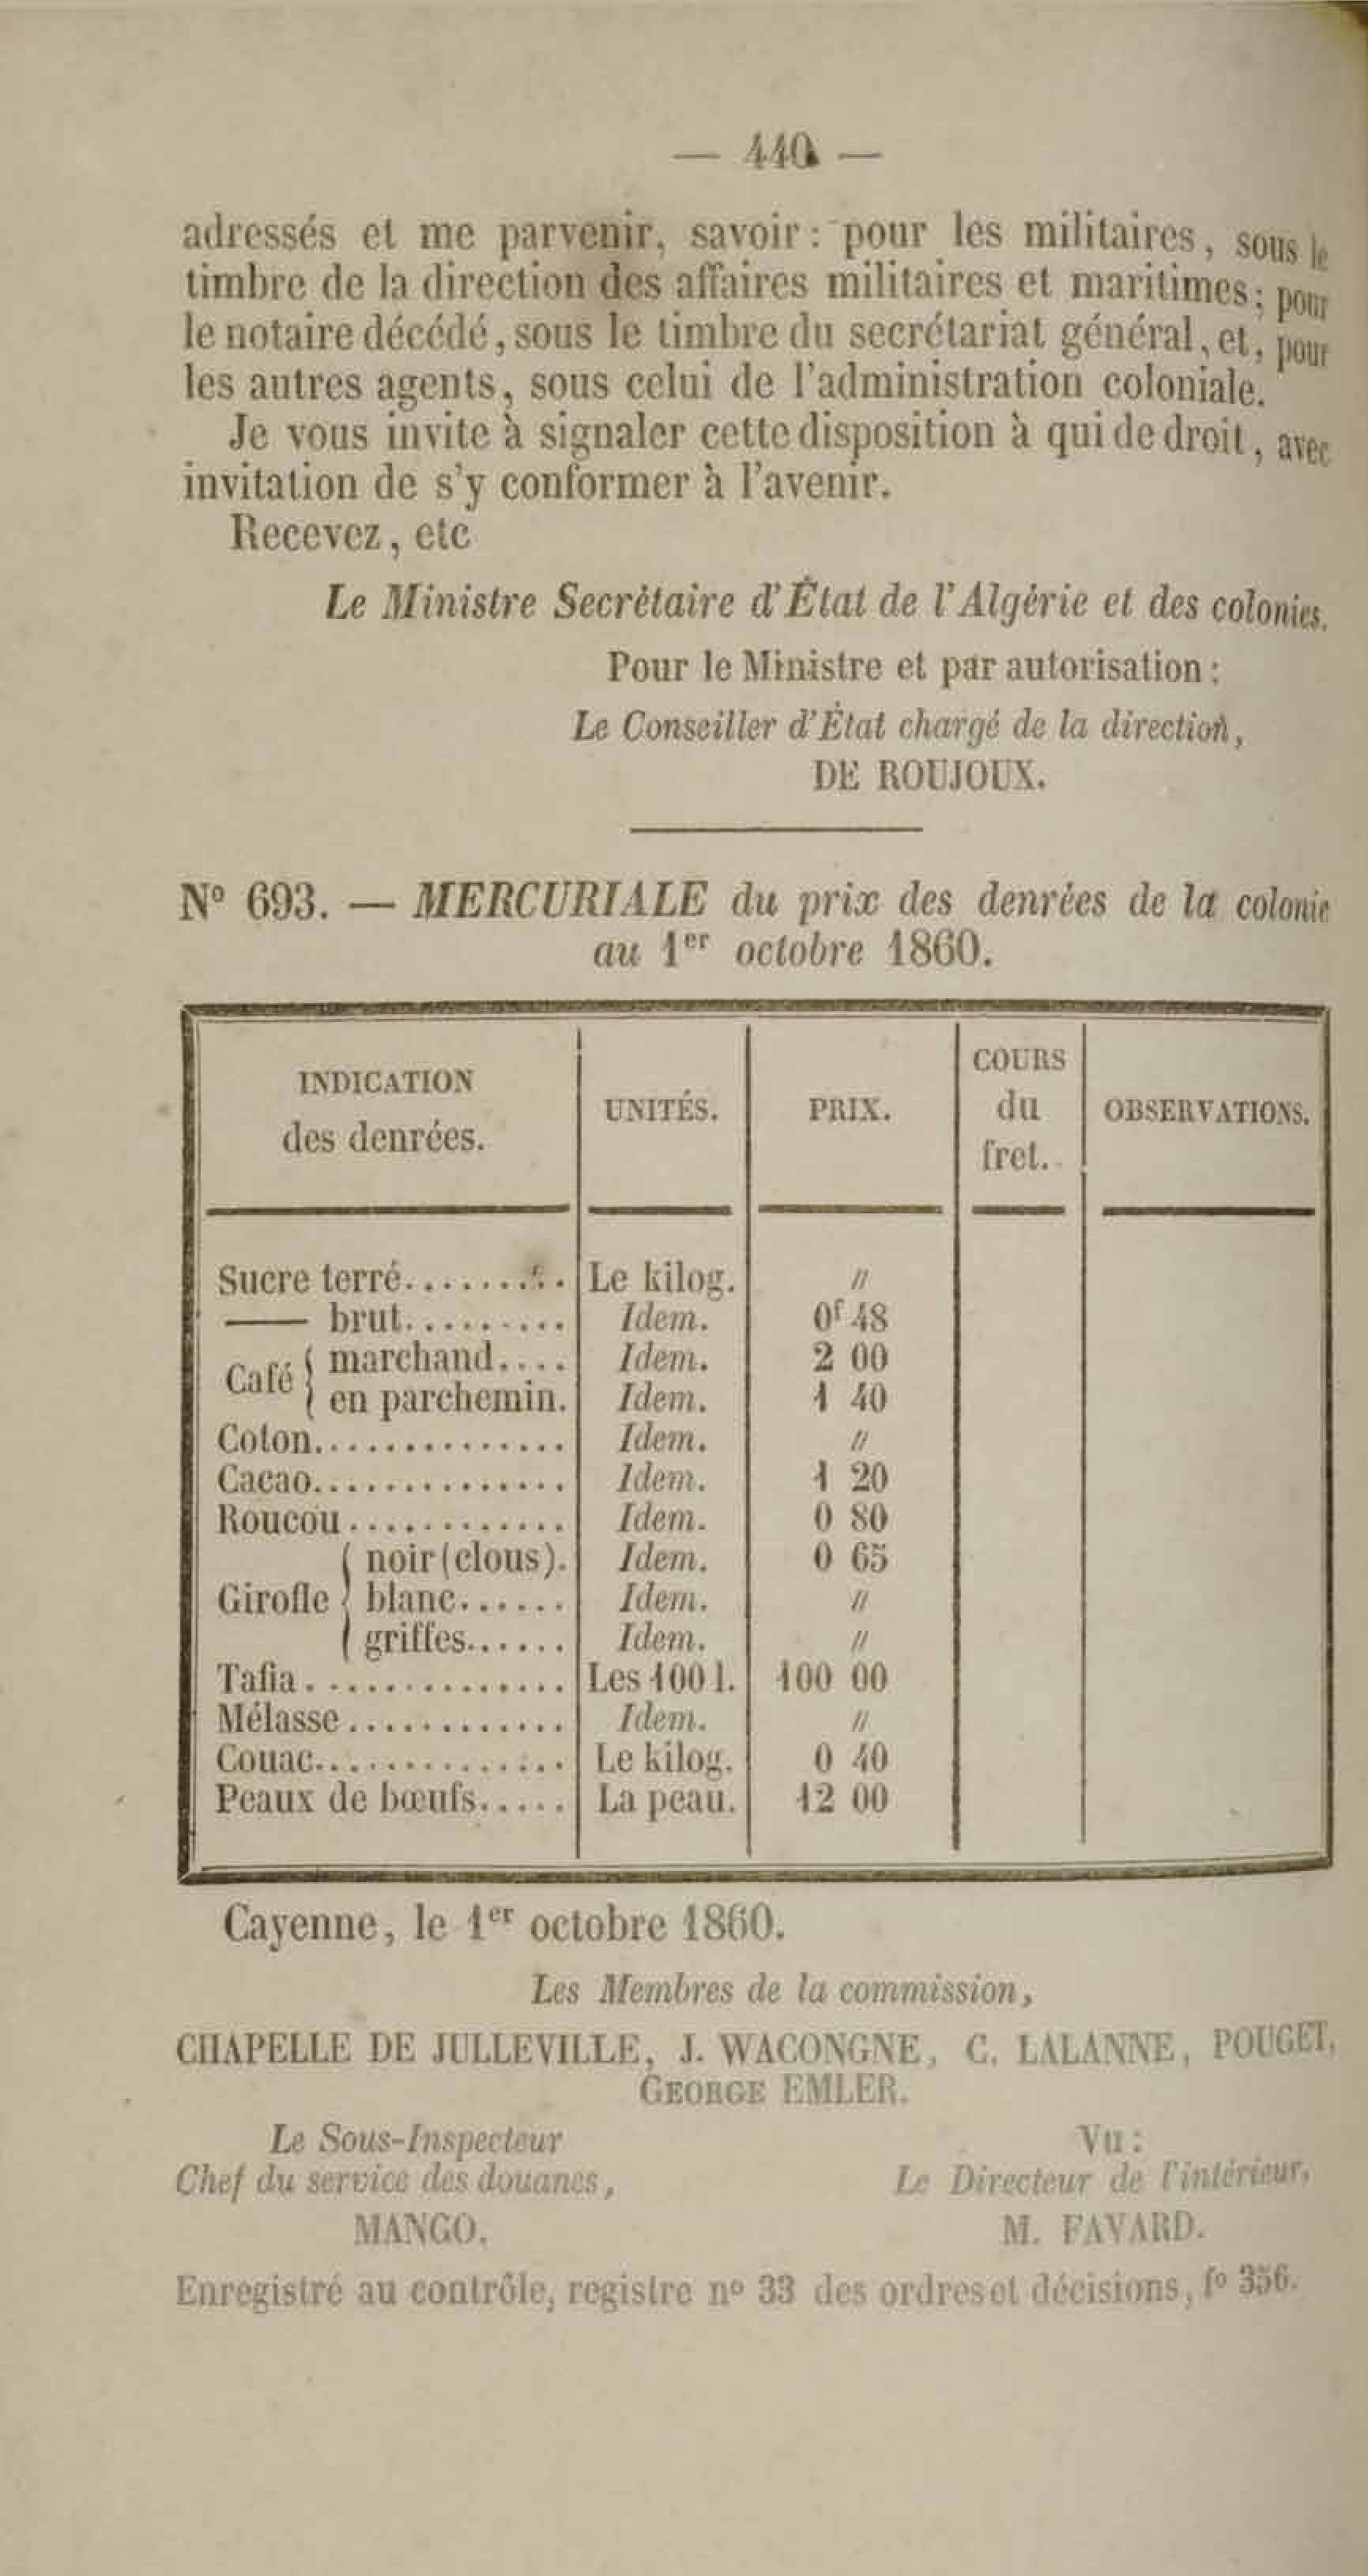 — 440 —
adressés et me parvenir, savoir : pour les militaires, sous le
timbre de la direction des affaires militaires et maritimes; pour
le notaire décédé, sous le timbre du secrétariat général, et, pour
les autres agents, sous celui de l'administration coloniale.
Je vous invite à signaler cette disposition à qui de droit, avec
invitation de s'y conformer à l'avenir.
Recevez, etc
Le Ministre Secrétaire d'État de l'Algérie et des colonies.
Pour le Ministre et par autorisation :
Le Conseiller d'État chargé de la direction,
DE ROUJOUX.
N° 693. — MERCURIALE du prix des denrées de la colonie
au 1er octobre 1860.
INDICATION des denrées. UNITÉS. PRIX. COURS du fret. OBSERVATIONS.
Sucre terré......... Le kilog. //
—— brut.......... Idem. 0f 48
Café { marchand.... Idem. 2 00
en parchemin. Idem. 1 40
Coton.............. Idem. //
Cacao.............. Idem. 1 20
Roucou............ Idem. 0 80
{ noir (clous). Idem. 0 65
Girofle { blanc...... Idem. //
{ griffes...... Idem. //
Tafia.............. Les 100 l. 100 00
Mélasse............ Idem. //
Couac.............. Le kilog. 0 40
Peaux de bœufs..... La peau. 12 00
Cayenne, le 1er octobre 1860.
Les Membres de la commission,
CHAPELLE DE JULLEVILLE, J. WACONGNE, C. LALANNE, POUGET,
GEORGE EMLER.
Le Sous-Inspecteur
Chef du service des douanes,
MANGO.
Vu :
Le Directeur de l'intérieur,
M. FAVARD.
Enregistré au contrôle, registre n° 33 des ordres et décisions, f° 356.